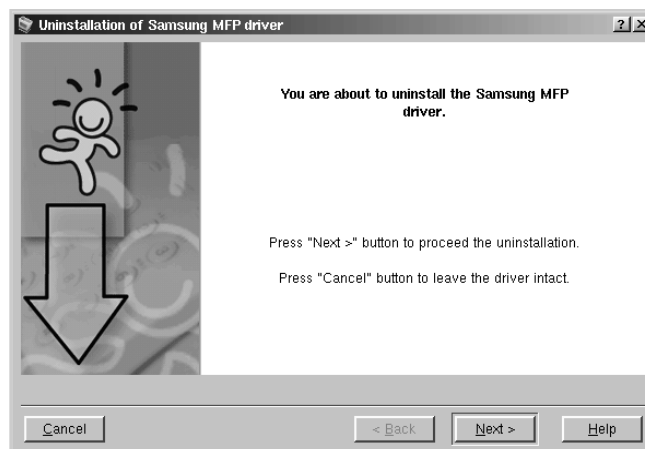 Uninstallation of Samsung MFP driver
You are about to uninstall the Samsung MFP
driver.
Press "Next >" button to proceed the uninstallation.
Press "Cancel" button to leave the driver intact.
Cancel
< Back
Next >
Help